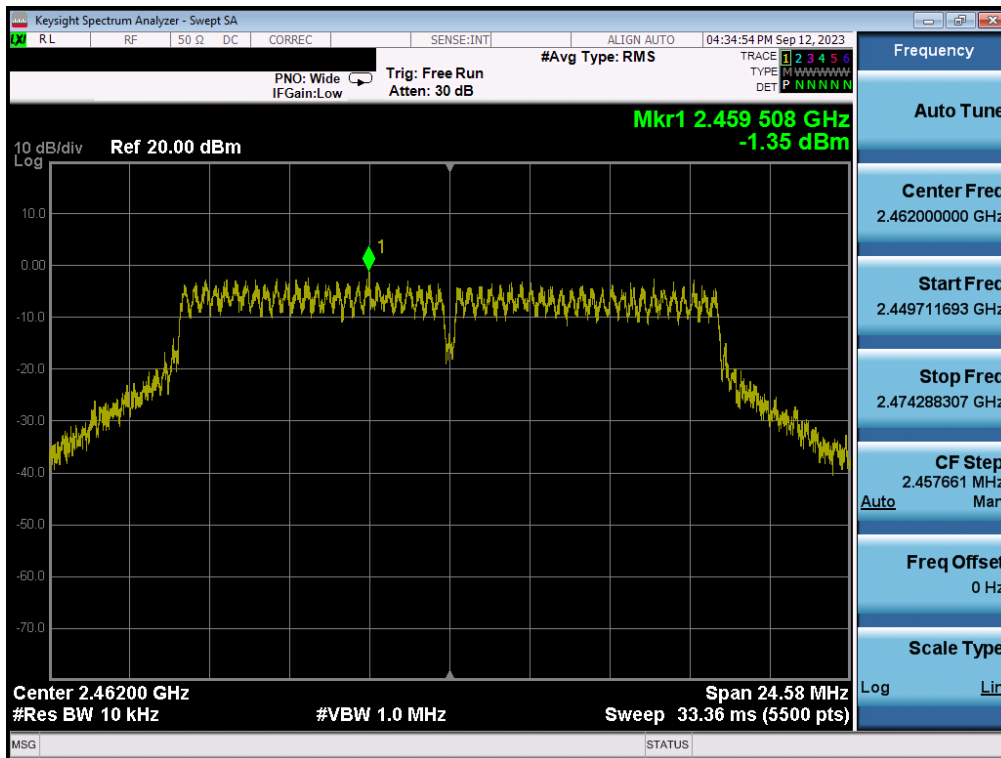 Keysight Spectrum Analyzer - Swept SA
LXI RL RF 50 Ω DC CORREC SENSE:INT ALIGN AUTO 04:34:54 PM Sep 12, 2023
Frequency
#Avg Type: RMS TRACE 1 2 3 4 5 6
PNO: Wide Trig: Free Run TYPE M WWWWW
IFGain:Low Atten: 30 dB DET P N N N N N
Auto Tune
Mkr1 2.459 508 GHz
-1.35 dBm
10 dB/div Ref 20.00 dBm
Log
Center Freq
2.462000000 GHz
10.0
1
0.00
Start Freq
2.449711693 GHz
-10.0
-20.0
Stop Freq
2.474288307 GHz
-30.0
-40.0
CF Step
2.457661 MHz
Auto Man
-50.0
-60.0
Freq Offset
0 Hz
-70.0
Scale Type
Log Lin
Center 2.46200 GHz Span 24.58 MHz
#Res BW 10 kHz #VBW 1.0 MHz Sweep 33.36 ms (5500 pts)
MSG STATUS